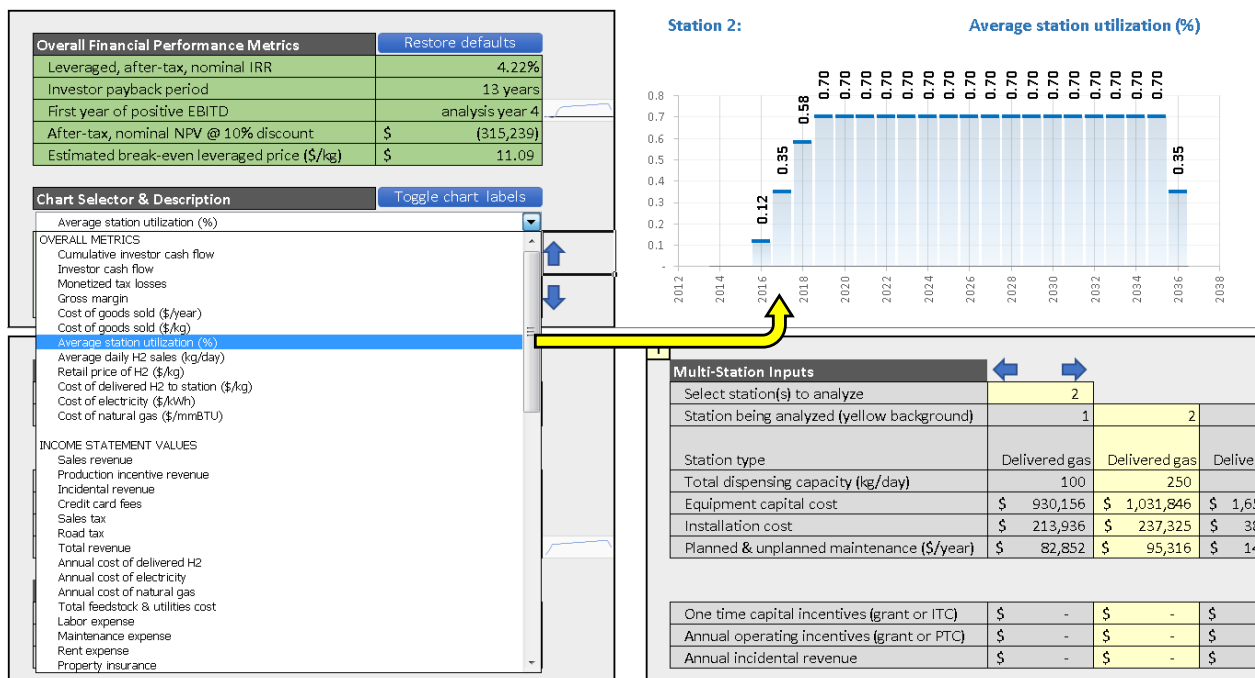 Overall Financial Performance Metrics Restore defaults
Leveraged, after-tax, nominal IRR 4.22%
Investor payback period 13 years
First year of positive EBITD analysis year 4
After-tax, nominal NPV @ 10% discount $ (315,239)
Estimated break-even leveraged price ($/kg) $ 11.09
Chart Selector & Description Toggle chart labels
Average station utilization (%)
OVERALL METRICS
Cumulative investor cash flow
Investor cash flow
Monetized tax losses
Gross margin
Cost of goods sold ($/year)
Cost of goods sold ($/kg)
Average station utilization (%)
Average daily H2 sales (kg/day)
Retail price of H2 ($/kg)
Cost of delivered H2 to station ($/kg)
Cost of electricity ($/kWh)
Cost of natural gas ($/mmBTU)
INCOME STATEMENT VALUES
Sales revenue
Production incentive revenue
Incidental revenue
Credit card fees
Sales tax
Road tax
Total revenue
Annual cost of delivered H2
Annual cost of electricity
Annual cost of natural gas
Total feedstock & utilities cost
Labor expense
Maintenance expense
Rent expense
Property insurance
Station 2: Average station utilization (%)
0.12 0.35 0.58 0.70 0.70 0.70 0.70 0.70 0.70 0.70 0.70 0.70 0.70 0.70 0.70 0.70 0.70 0.70 0.70 0.70 0.35
0.8
0.7
0.6
0.5
0.4
0.3
0.2
0.1
-
2012 2014 2016 2018 2020 2022 2024 2026 2028 2030 2032 2034 2036 2038
Multi-Station Inputs
Select station(s) to analyze 2
Station being analyzed (yellow background) 1 2
Station type Delivered gas Delivered gas Delive
Total dispensing capacity (kg/day) 100 250
Equipment capital cost $ 930,156 $ 1,031,846 $ 1,65
Installation cost $ 213,936 $ 237,325 $ 38
Planned & unplanned maintenance ($/year) $ 82,852 $ 95,316 $ 14
One time capital incentives (grant or ITC) $ - $ - $
Annual operating incentives (grant or PTC) $ - $ - $
Annual incidental revenue $ - $ - $